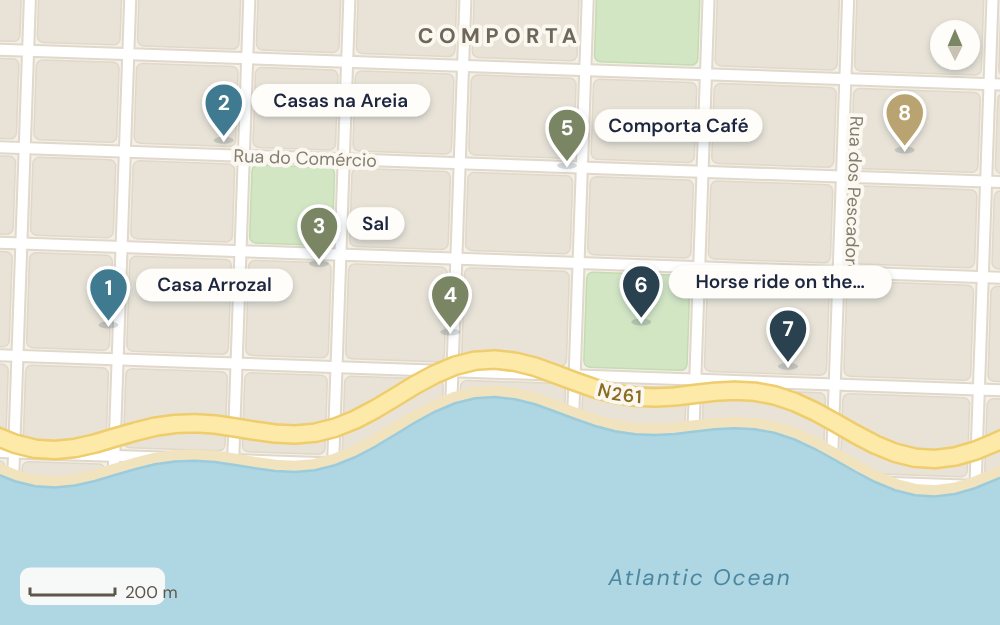 COMPORTA
2
Casas na Areia
8
5
Comporta Café
Rua do Comércio
Rua dos Pescador
3
Sal
1
Casa Arrozal
6
Horse ride on the…
4
7
N261
Atlantic Ocean
200 m